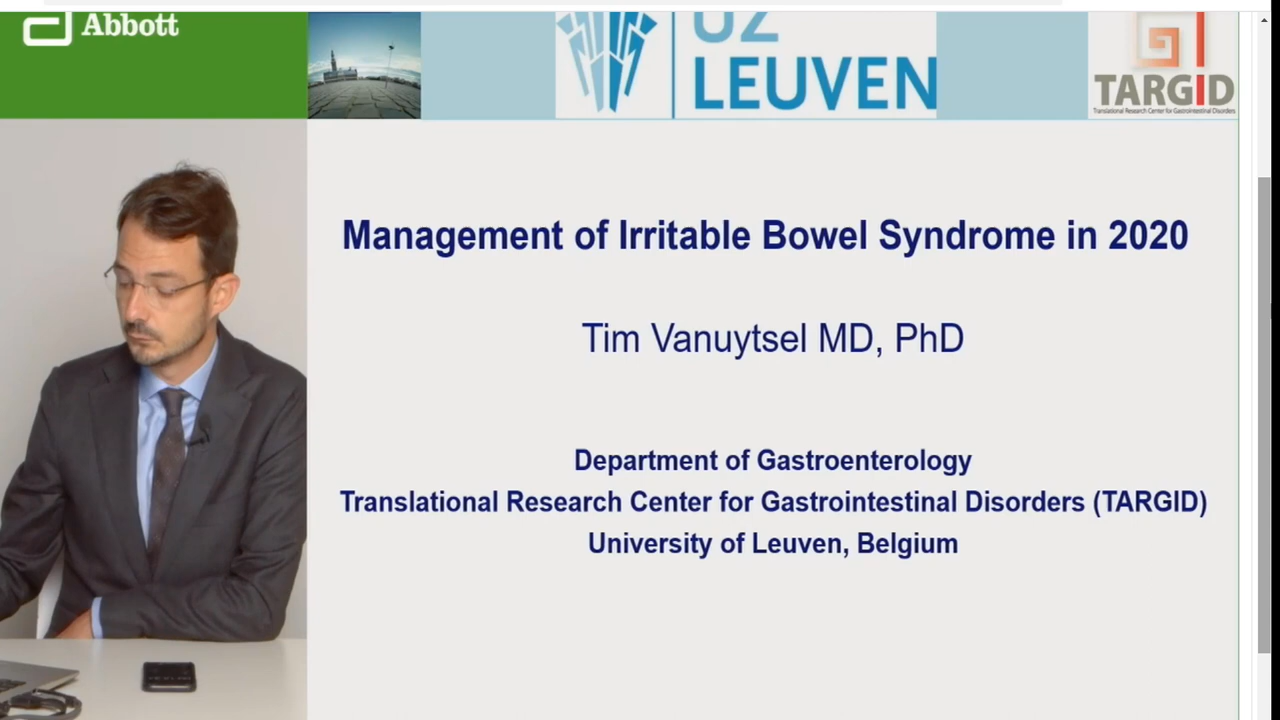 Abbott
UZ
LEUVEN
TARGID
Translational Research Center for Gastrointestinal Disorders
Management of Irritable Bowel Syndrome in 2020
Tim Vanuytsel MD, PhD
Department of Gastroenterology
Translational Research Center for Gastrointestinal Disorders (TARGID)
University of Leuven, Belgium